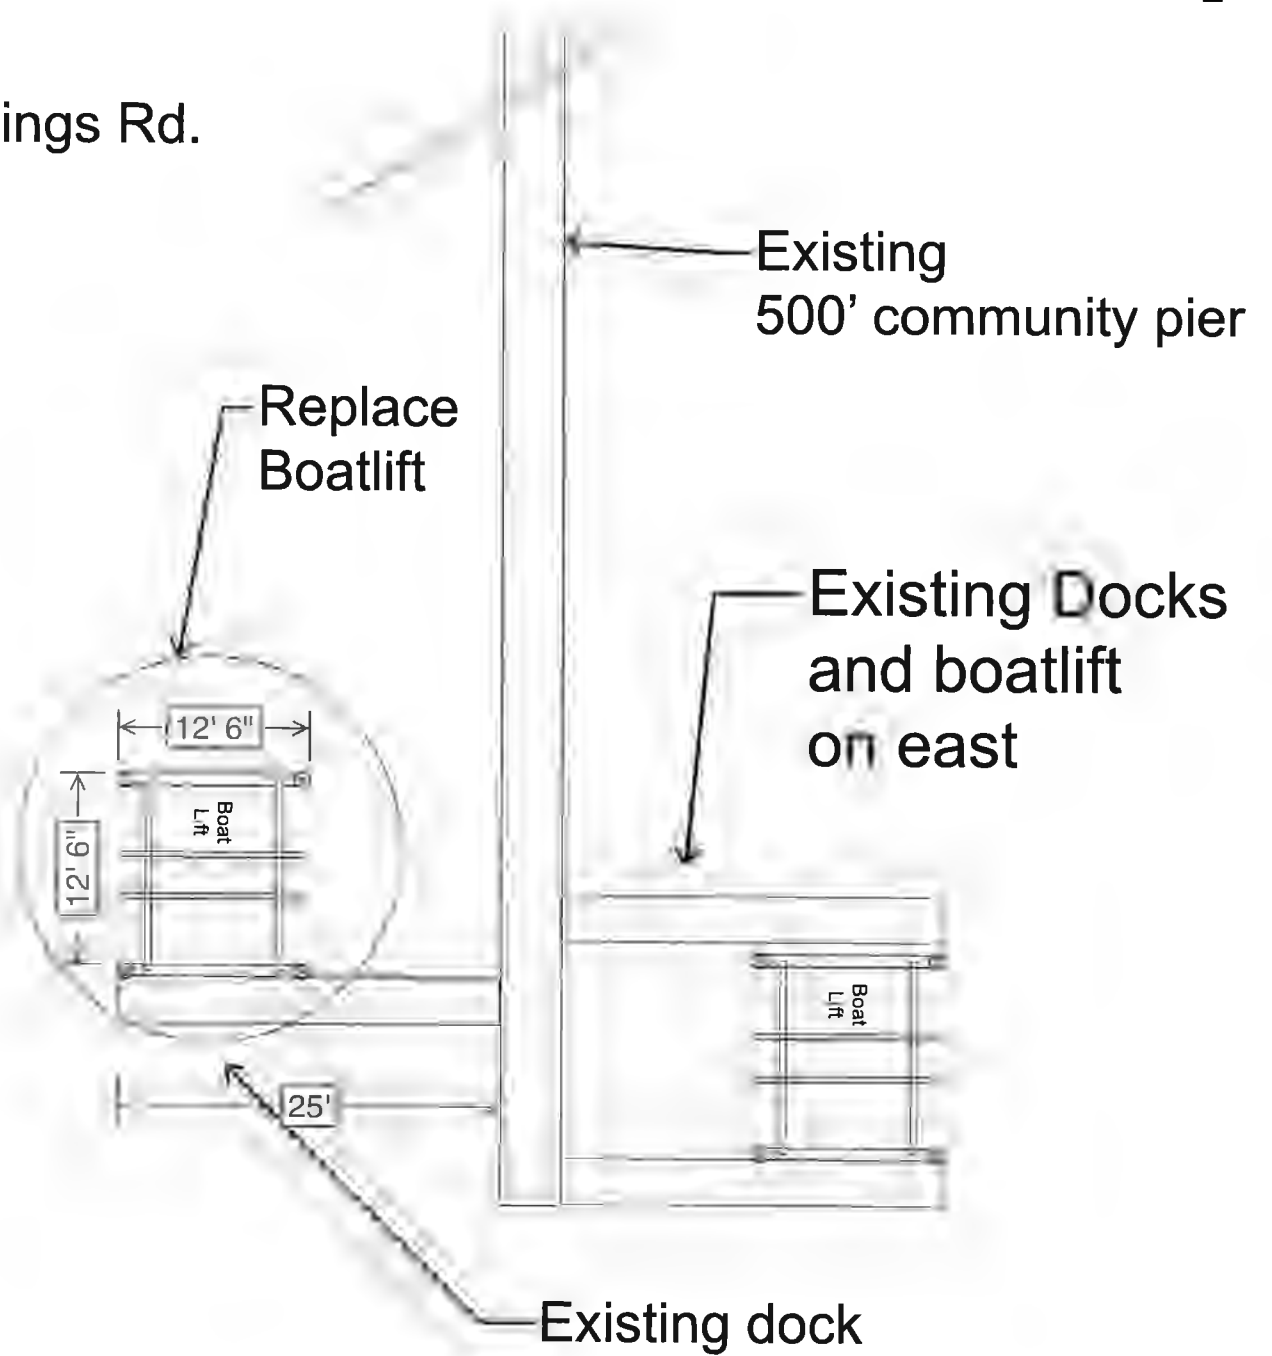 ings Rd.
Existing
500' community pier
Replace
Boatlift
Existing Docks
and boatlift
on east
12' 6"
12' 6"
Boat
Lift
Boat
Lift
25'
Existing dock